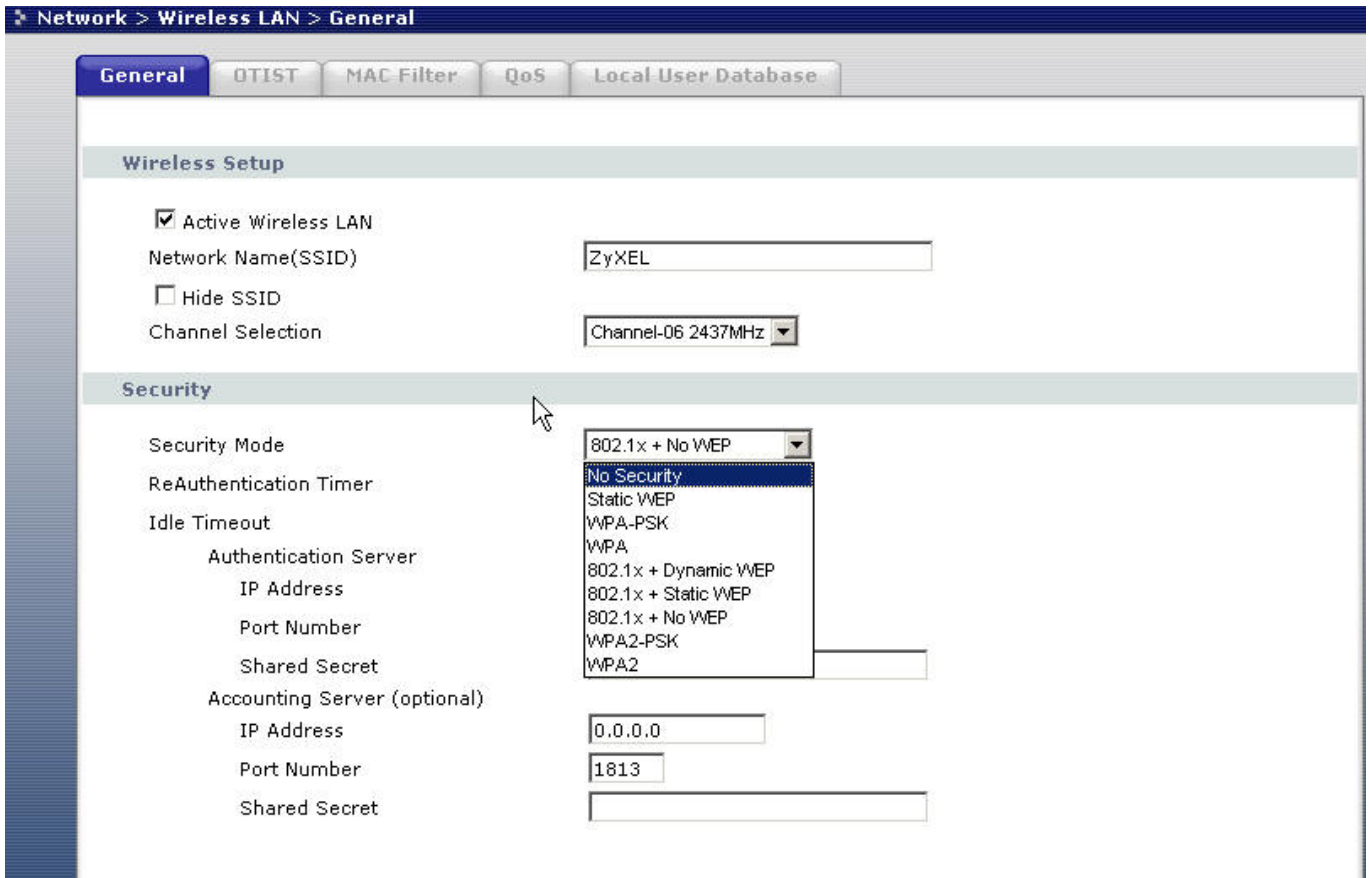 Network > Wireless LAN > General
General OTIST MAC Filter QoS Local User Database
Wireless Setup
Active Wireless LAN
Network Name(SSID) ZyXEL
Hide SSID
Channel Selection Channel-06 2437MHz
Security
Security Mode 802.1x + No WEP
No Security
ReAuthentication Timer
Static WEP
WPA-PSK
Idle Timeout
WPA
Authentication Server
802.1x + Dynamic WEP
IP Address
802.1x + Static WEP
802.1x + No WEP
Port Number
WPA2-PSK
Shared Secret
WPA2
Accounting Server (optional)
IP Address 0.0.0.0
Port Number 1813
Shared Secret